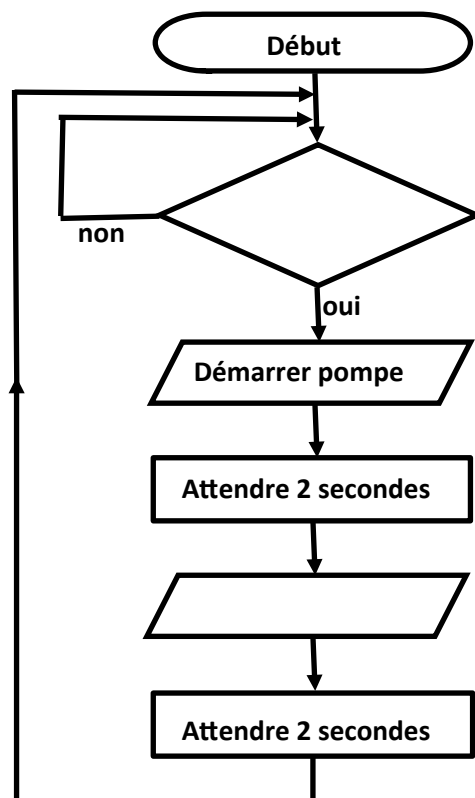 Début
non
oui
Démarrer pompe
Attendre 2 secondes
Attendre 2 secondes